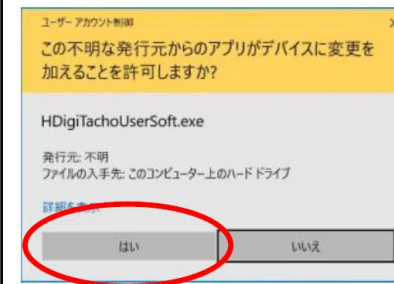 ユーザー アカウント制御
この不明な発行元からのアプリがデバイスに変更を
加えることを許可しますか?
HDigiTachoUserSoft.exe
発行元: 不明
ファイルの入手先: このコンピューター上のハード ドライブ
詳細を表示
はい
いいえ